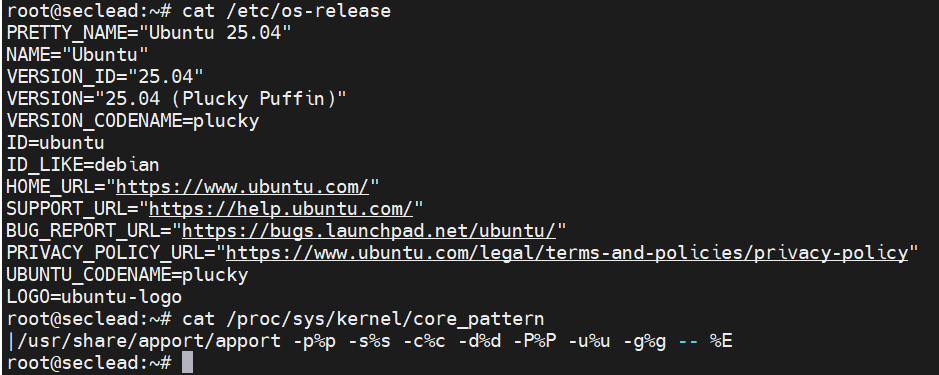 root@seclead:~# cat /etc/os-release
PRETTY_NAME="Ubuntu 25.04"
NAME="Ubuntu"
VERSION_ID="25.04"
VERSION="25.04 (Plucky Puffin)"
VERSION_CODENAME=plucky
ID=ubuntu
ID_LIKE=debian
HOME_URL="https://www.ubuntu.com/"
SUPPORT_URL="https://help.ubuntu.com/"
BUG_REPORT_URL="https://bugs.launchpad.net/ubuntu/"
PRIVACY_POLICY_URL="https://www.ubuntu.com/legal/terms-and-policies/privacy-policy"
UBUNTU_CODENAME=plucky
LOGO=ubuntu-logo
root@seclead:~# cat /proc/sys/kernel/core_pattern
|/usr/share/apport/apport -p%p -s%s -c%c -d%d -P%P -u%u -g%g -- %E
root@seclead:~#